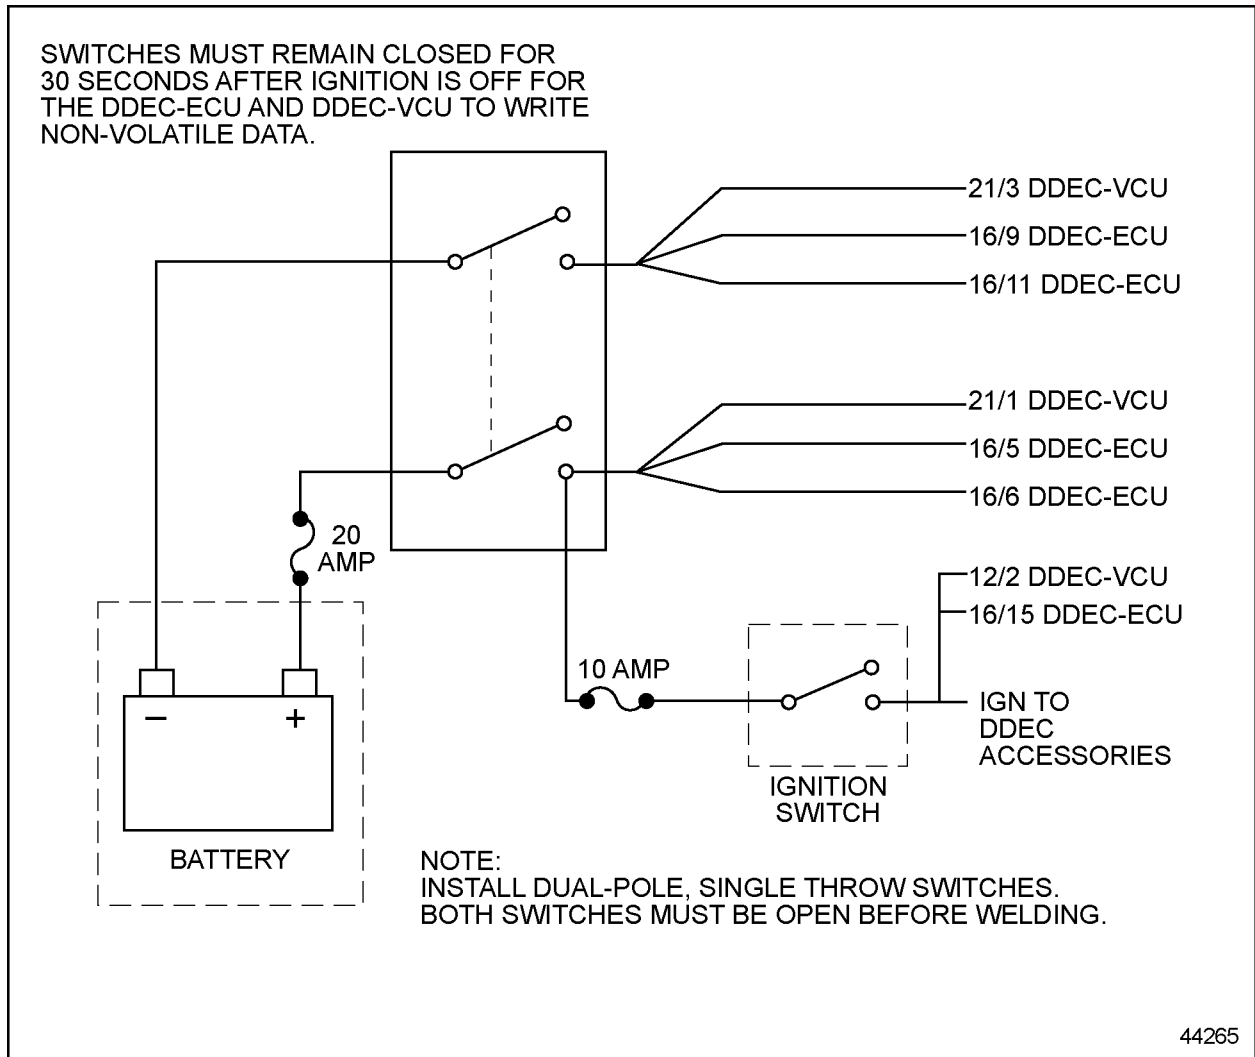 SWITCHES MUST REMAIN CLOSED FOR
30 SECONDS AFTER IGNITION IS OFF FOR
THE DDEC-ECU AND DDEC-VCU TO WRITE
NON-VOLATILE DATA.
21/3 DDEC-VCU
16/9 DDEC-ECU
16/11 DDEC-ECU
21/1 DDEC-VCU
16/5 DDEC-ECU
16/6 DDEC-ECU
20
AMP
12/2 DDEC-VCU
16/15 DDEC-ECU
10 AMP
IGN TO
DDEC
ACCESSORIES
− +
IGNITION
SWITCH
BATTERY
NOTE:
INSTALL DUAL-POLE, SINGLE THROW SWITCHES.
BOTH SWITCHES MUST BE OPEN BEFORE WELDING.
44265